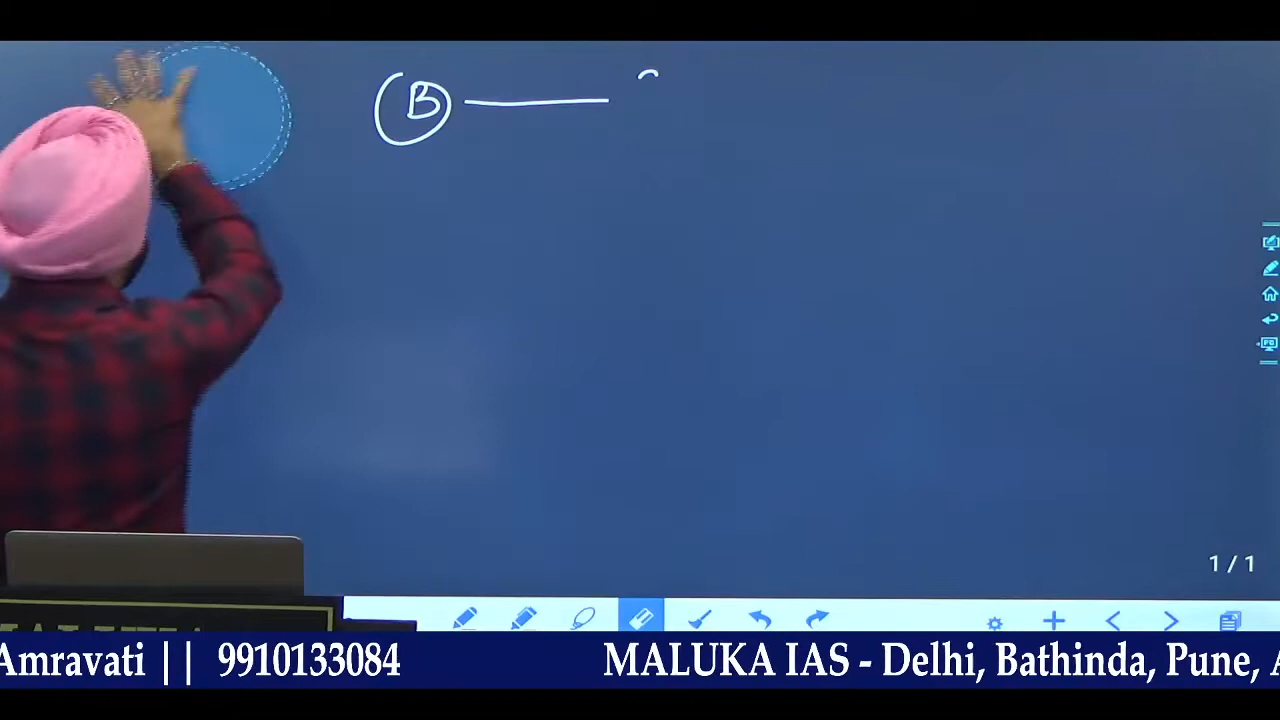 B
1 / 1
Amravati || 9910133084 MALUKA IAS - Delhi, Bathinda, Pune, A